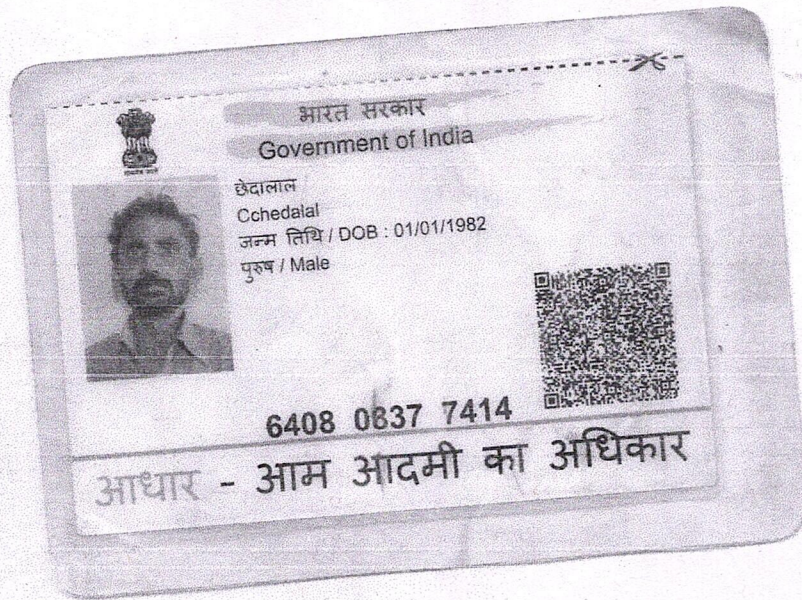 भारत सरकार
Government of India
छेदालाल
Cchedalal
जन्म तिथि / DOB : 01/01/1982
पुरुष / Male
6408 0837 7414
आधार - आम आदमी का अधिकार